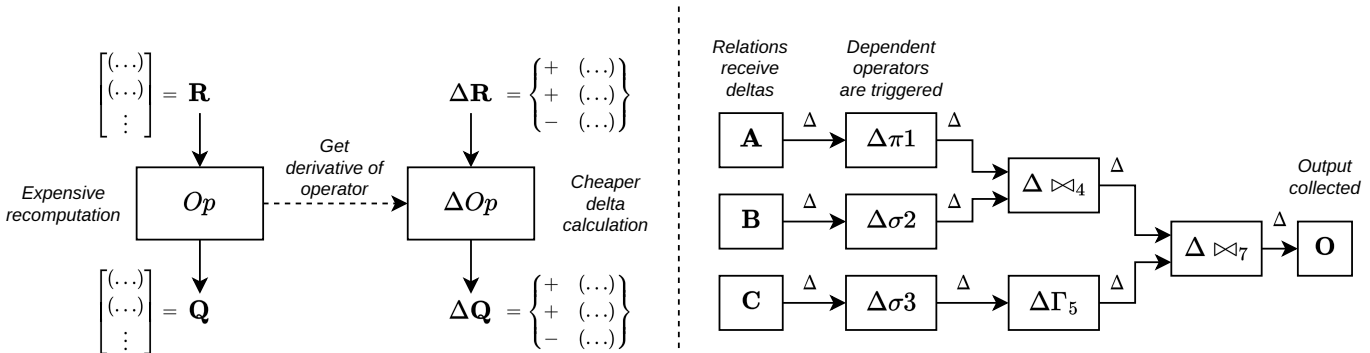 (…)
(…)
⋮
= R
Expensive
recomputation
Op
(…)
(…)
⋮
= Q
Get
derivative of
operator
ΔR = + (…)
+ (…)
− (…)
ΔOp
Cheaper
delta
calculation
ΔQ = + (…)
+ (…)
− (…)
Relations
receive
deltas
Dependent
operators
are triggered
A
Δ
Δπ1
Δ
B
Δ
Δσ2
Δ
Δ ⋈₄
Δ
C
Δ
Δσ3
Δ
ΔΓ₅
Δ
Δ ⋈₇
Δ
Output
collected
O